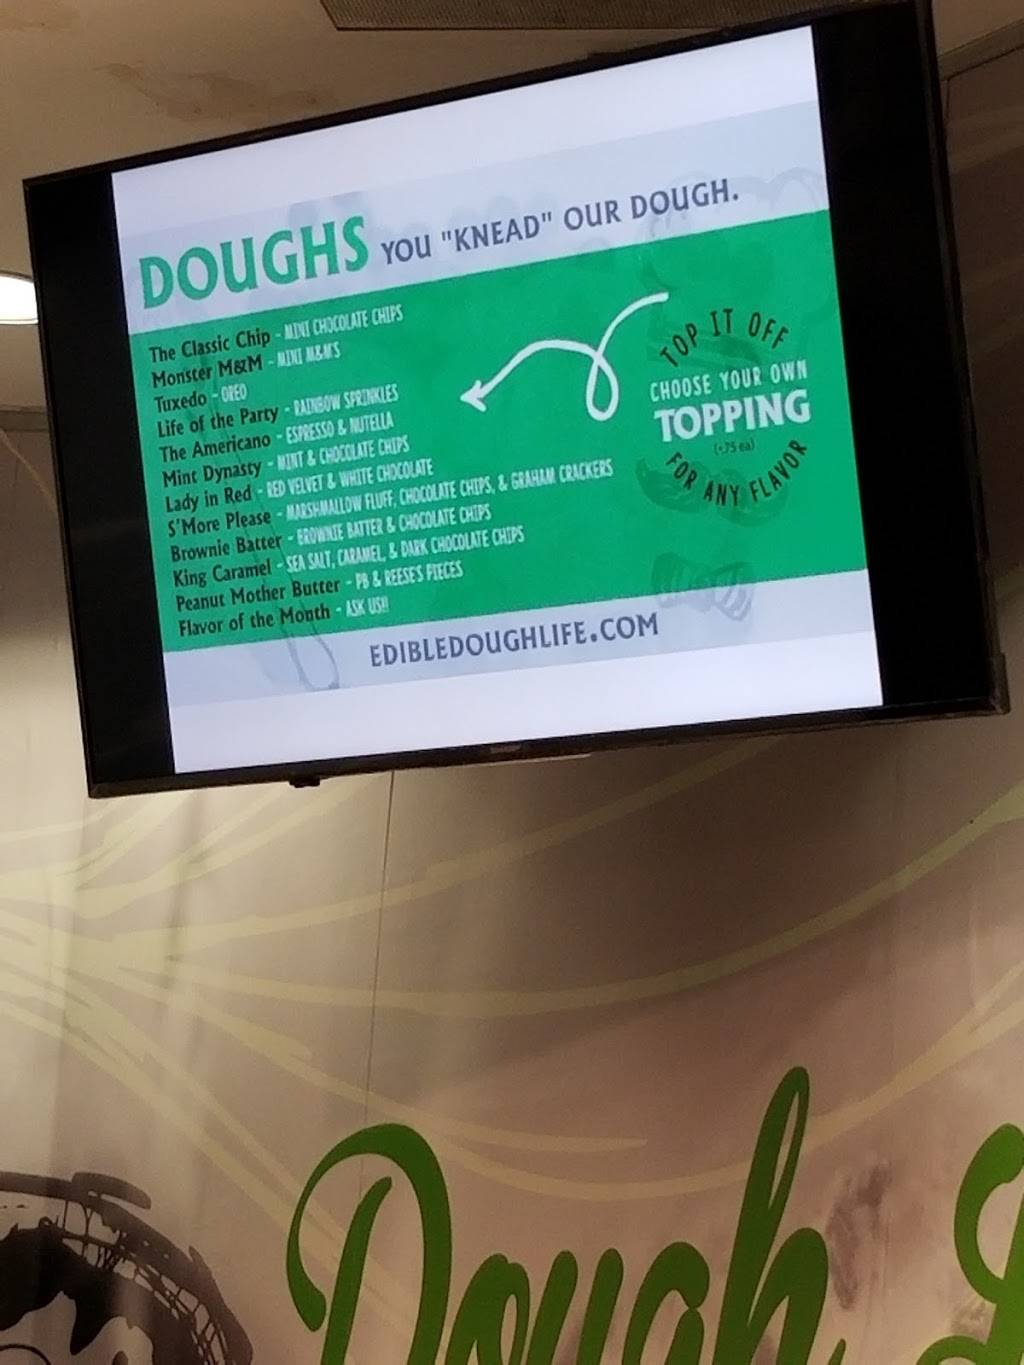 DOUGHS YOU "KNEAD" OUR DOUGH.
The Classic Chip - MINI CHOCOLATE CHIPS
Monster M&M - MINI M&M'S
Tuxedo - OREO
Life of the Party - RAINBOW SPRINKLES
The Americano - ESPRESSO & NUTELLA
Mint Dynasty - MINT & CHOCOLATE CHIPS
Lady in Red - RED VELVET & WHITE CHOCOLATE
S'More Please - MARSHMALLOW FLUFF, CHOCOLATE CHIPS, & GRAHAM CRACKERS
Brownie Batter - BROWNIE BATTER & CHOCOLATE CHIPS
King Caramel - SEA SALT, CARAMEL, & DARK CHOCOLATE CHIPS
Peanut Mother Butter - PB & REESE'S PIECES
Flavor of the Month - ASK US!!
TOP IT OFF
CHOOSE YOUR OWN
TOPPING
(+.75 ea)
FOR ANY FLAVOR
EDIBLEDOUGHLIFE.COM
Dough